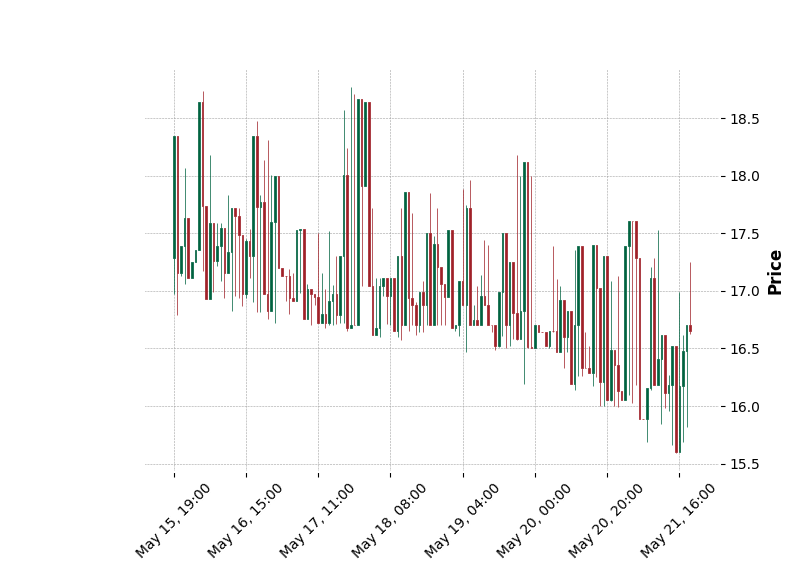 18.5
18.0
17.5
17.0
16.5
16.0
15.5
Price
May 15, 19:00
May 16, 15:00
May 17, 11:00
May 18, 08:00
May 19, 04:00
May 20, 00:00
May 20, 20:00
May 21, 16:00